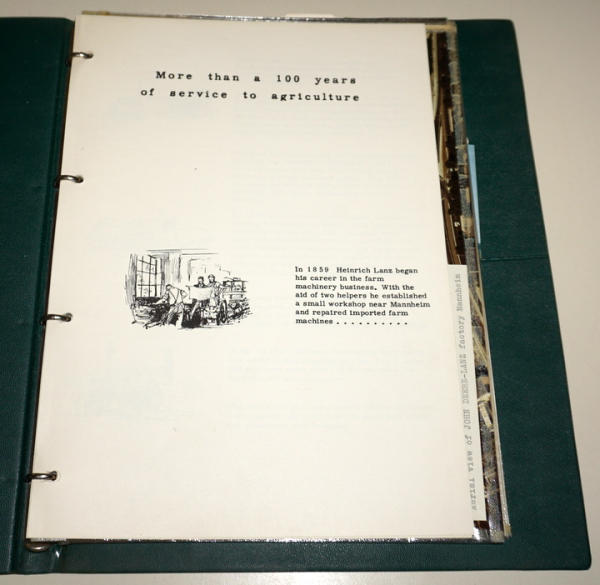 More than a 100 years
of service to agriculture
In 1859 Heinrich Lanz began
his career in the farm
machinery business. With the
aid of two helpers he established
a small workshop near Mannheim
and repaired imported farm
machines . . . . . . . . . .
Aerial view of JOHN DEERE-LANZ factory Mannheim